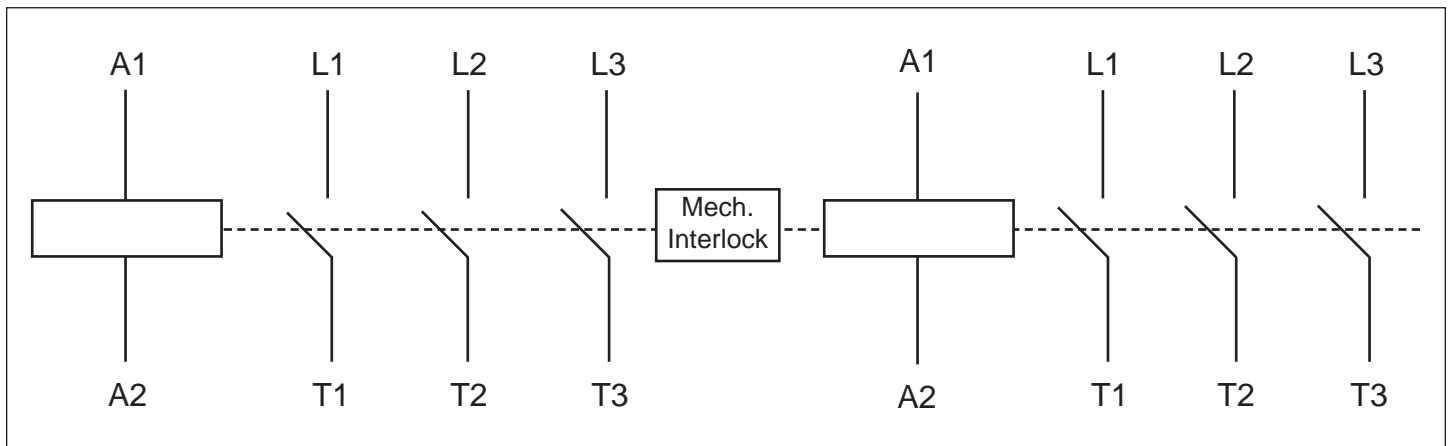 A1 L1 L2 L3 A1 L1 L2 L3
Mech.
Interlock
A2 T1 T2 T3 A2 T1 T2 T3